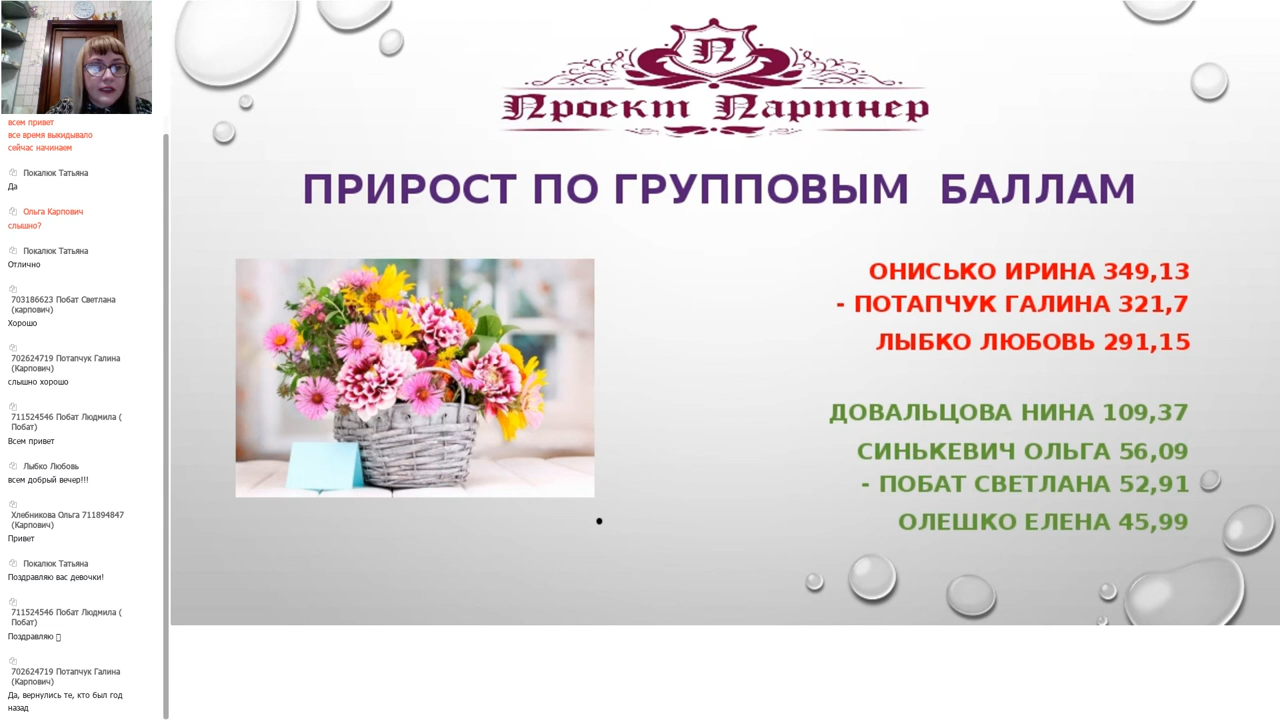 всем привет
все время выкидывало
сейчас начинаем
Покалюк Татьяна
Да
Ольга Карпович
слышно?
Покалюк Татьяна
Отлично
703186623 Побат Светлана
(карпович)
Хорошо
702624719 Потапчук Галина
(Карпович)
слышно хорошо
711524546 Побат Людмила (
Побат)
Всем привет
Лыбко Любовь
всем добрый вечер!!!
Хлебникова Ольга 711894847
(Карпович)
Привет
Покалюк Татьяна
Поздравляю вас девочки!
711524546 Побат Людмила (
Побат)
Поздравляю
702624719 Потапчук Галина
(Карпович)
Да, вернулись те, кто был год
назад
П
Проект Партнер
ПРИРОСТ ПО ГРУППОВЫМ БАЛЛАМ
ОНИСЬКО ИРИНА 349,13
- ПОТАПЧУК ГАЛИНА 321,7
ЛЫБКО ЛЮБОВЬ 291,15
ДОВАЛЬЦОВА НИНА 109,37
СИНЬКЕВИЧ ОЛЬГА 56,09
- ПОБАТ СВЕТЛАНА 52,91
ОЛЕШКО ЕЛЕНА 45,99